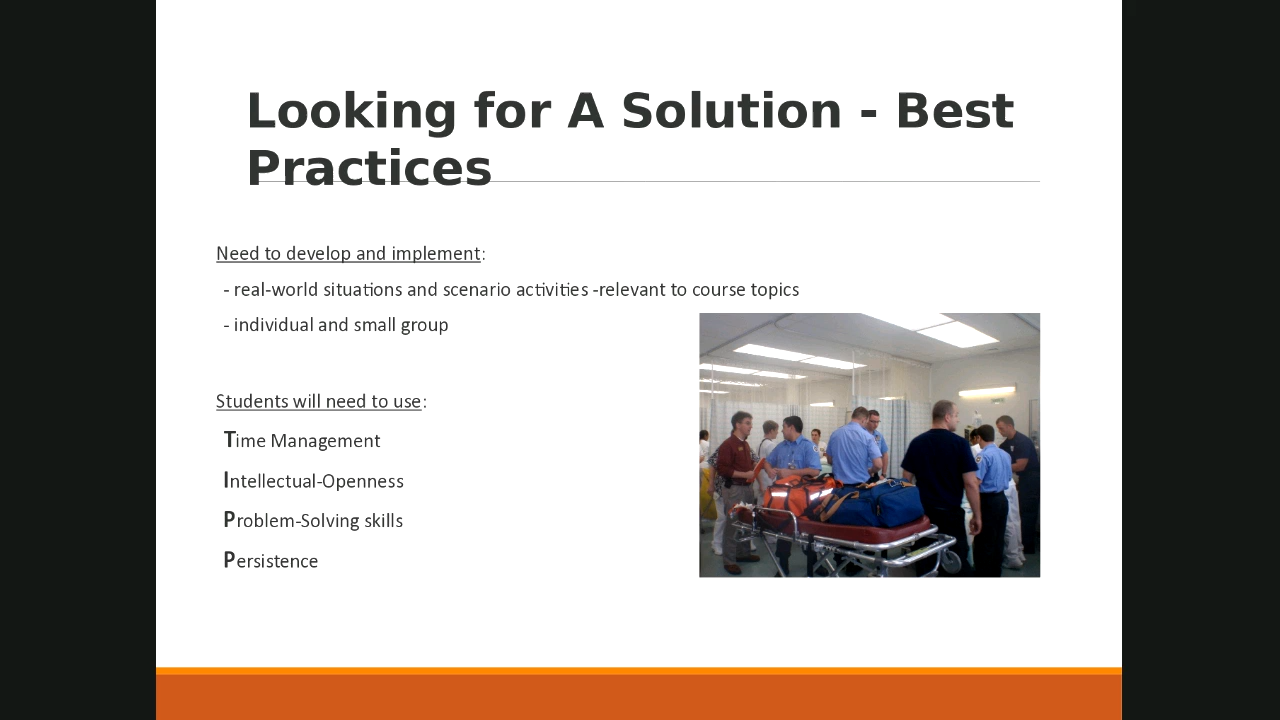 Looking for A Solution - Best
Practices
Need to develop and implement:
- real-world situations and scenario activities -relevant to course topics
- individual and small group
Students will need to use:
Time Management
Intellectual-Openness
Problem-Solving skills
Persistence